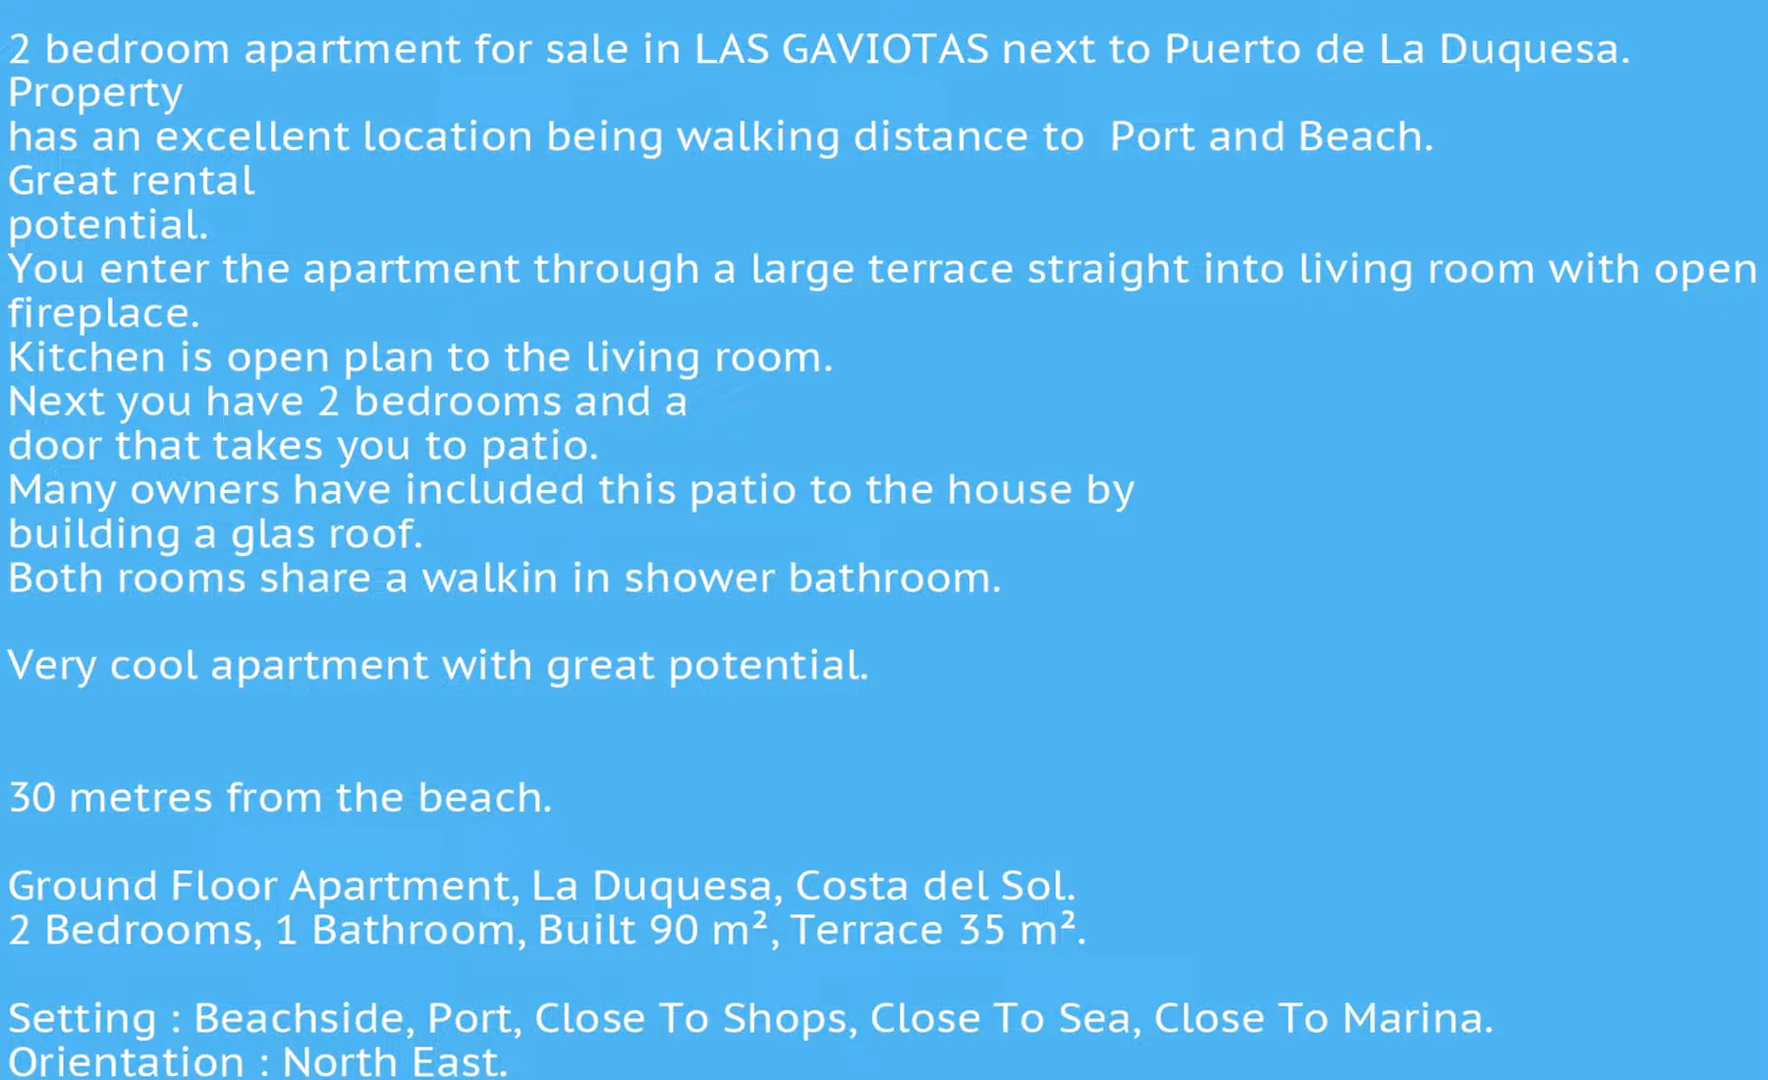 2 bedroom apartment for sale in LAS GAVIOTAS next to Puerto de La Duquesa.
Property
has an excellent location being walking distance to  Port and Beach.
Great rental
potential.
You enter the apartment through a large terrace straight into living room with open
fireplace.
Kitchen is open plan to the living room.
Next you have 2 bedrooms and a
door that takes you to patio.
Many owners have included this patio to the house by
building a glas roof.
Both rooms share a walkin in shower bathroom.
Very cool apartment with great potential.
30 metres from the beach.
Ground Floor Apartment, La Duquesa, Costa del Sol.
2 Bedrooms, 1 Bathroom, Built 90 m², Terrace 35 m².
Setting : Beachside, Port, Close To Shops, Close To Sea, Close To Marina.
Orientation : North East.